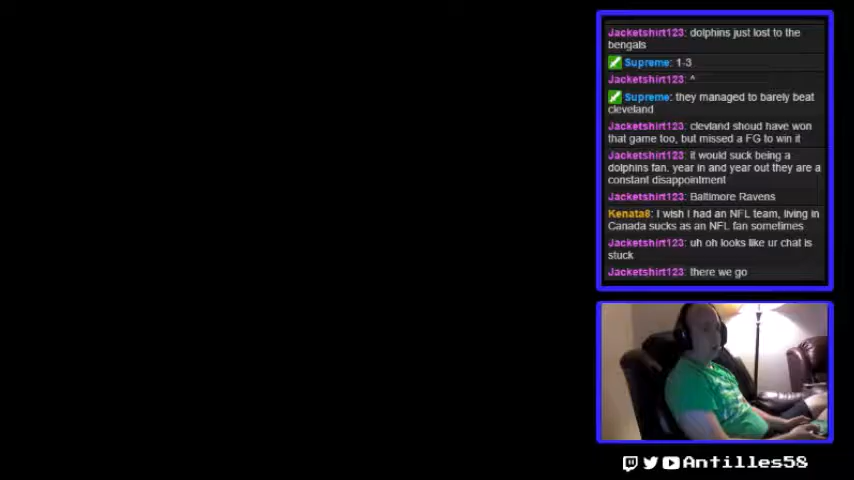 Jacketshirt123: dolphins just lost to the
bengals
Supreme: 1-3
Jacketshirt123: ^
Supreme: they managed to barely beat
cleveland
Jacketshirt123: clevland shoud have won
that game too, but missed a FG to win it
Jacketshirt123: it would suck being a
dolphins fan. year in and year out they are a
constant disappointment
Jacketshirt123: Baltimore Ravens
Kenata8: I wish I had an NFL team, living in
Canada sucks as an NFL fan sometimes
Jacketshirt123: uh oh looks like ur chat is
stuck
Jacketshirt123: there we go
Antilles58